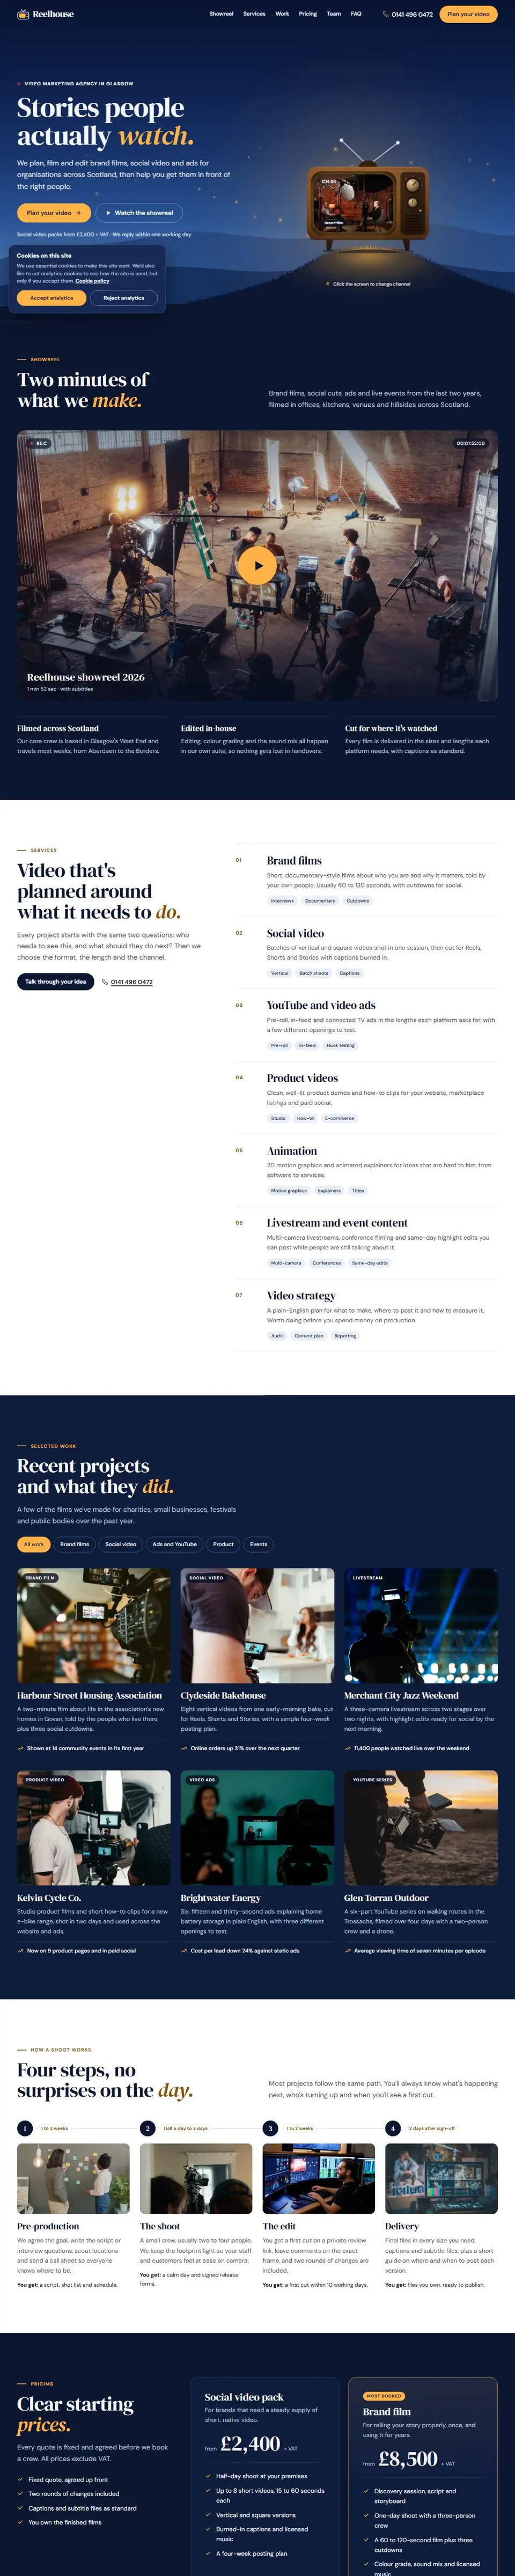 Reelhouse
Showreel Services Work Pricing Team FAQ
0141 496 0472
Plan your video
VIDEO MARKETING AGENCY IN GLASGOW
Stories people
actually watch.
We plan, film and edit brand films, social video and ads for
organisations across Scotland, then help you get them in front of
the right people.
Plan your video
Watch the showreel
Social video packs from £2,400 + VAT · We reply within one working day
CH 01
Brand film
Click the screen to change channel
Cookies on this site
We use essential cookies to make this site work. We'd also
like to set analytics cookies to see how the site is used, but
only if you accept them. Cookie policy
Accept analytics
Reject analytics
SHOWREEL
Two minutes of
what we make.
Brand films, social cuts, ads and live events from the last two years,
filmed in offices, kitchens, venues and hillsides across Scotland.
REC
00:01:52:00
Reelhouse showreel 2026
1 min 52 sec · with subtitles
Filmed across Scotland
Our core crew is based in Glasgow's West End and
travels most weeks, from Aberdeen to the Borders.
Edited in-house
Editing, colour grading and the sound mix all happen
in our own suite, so nothing gets lost in handovers.
Cut for where it's watched
Every film is delivered in the sizes and lengths each
platform needs, with captions as standard.
SERVICES
Video that's
planned around
what it needs to do.
Every project starts with the same two questions: who
needs to see this, and what should they do next? Then we
choose the format, the length and the channel.
Talk through your idea
0141 496 0472
01
Brand films
Short, documentary-style films about who you are and why it matters, told by
your own people. Usually 60 to 120 seconds, with cutdowns for social.
Interviews Documentary Cutdowns
02
Social video
Batches of vertical and square videos shot in one session, then cut for Reels,
Shorts and Stories with captions burned in.
Vertical Batch shoots Captions
03
YouTube and video ads
Pre-roll, in-feed and connected TV ads in the lengths each platform asks for, with
a few different openings to test.
Pre-roll In-feed Hook testing
04
Product videos
Clean, well-lit product demos and how-to clips for your website, marketplace
listings and paid social.
Studio How-to E-commerce
05
Animation
2D motion graphics and animated explainers for ideas that are hard to film, from
software to services.
Motion graphics Explainers Titles
06
Livestream and event content
Multi-camera livestreams, conference filming and same-day highlight edits you
can post while people are still talking about it.
Multi-camera Conferences Same-day edits
07
Video strategy
A plain-English plan for what to make, where to post it and how to measure it.
Worth doing before you spend money on production.
Audit Content plan Reporting
SELECTED WORK
Recent projects
and what they did.
A few of the films we've made for charities, small businesses, festivals
and public bodies over the past year.
All work Brand films Social video Ads and YouTube Product Events
BRAND FILM
Harbour Street Housing Association
A two-minute film about life in the association's new
homes in Govan, told by the people who live there,
plus three social cutdowns.
Shown at 14 community events in its first year
SOCIAL VIDEO
Clydeside Bakehouse
Eight vertical videos from one early-morning bake, cut
for Reels, Shorts and Stories, with a simple four-week
posting plan.
Online orders up 31% over the next quarter
LIVESTREAM
Merchant City Jazz Weekend
A three-camera livestream across two stages over
two nights, with highlight edits ready for social by the
next morning.
11,400 people watched live over the weekend
PRODUCT VIDEO
Kelvin Cycle Co.
Studio product films and short how-to clips for a new
e-bike range, shot in two days and used across the
website and ads.
Now on 9 product pages and in paid social
VIDEO ADS
Brightwater Energy
Six, fifteen and thirty-second ads explaining home
battery storage in plain English, with three different
openings to test.
Cost per lead down 24% against static ads
YOUTUBE SERIES
Glen Torran Outdoor
A six-part YouTube series on walking routes in the
Trossachs, filmed over four days with a two-person
crew and a drone.
Average viewing time of seven minutes per episode
HOW A SHOOT WORKS
Four steps, no
surprises on the day.
Most projects follow the same path. You'll always know what's happening
next, who's turning up and when you'll see a first cut.
1
1 to 3 weeks
Pre-production
We agree the goal, write the script or
interview questions, scout locations
and send a call sheet so everyone
knows where to be.
You get: a script, shot list and schedule.
2
Half a day to 3 days
The shoot
A small crew, usually two to four people.
We keep the footprint light so your staff
and customers feel at ease on camera.
You get: a calm day and signed release
forms.
3
1 to 2 weeks
The edit
You get a first cut on a private review
link, leave comments on the exact
frame, and two rounds of changes are
included.
You get: a first cut within 10 working days.
4
2 days after sign-off
Delivery
Final files in every size you need,
captions and subtitle files, plus a short
guide on where and when to post each
version.
You get: files you own, ready to publish.
PRICING
Clear starting
prices.
Every quote is fixed and agreed before we book
a crew. All prices exclude VAT.
Fixed quote, agreed up front
Two rounds of changes included
Captions and subtitle files as standard
You own the finished films
Social video pack
For brands that need a steady supply of
short, native video.
from £2,400 + VAT
Half-day shoot at your premises
Up to 8 short videos, 15 to 60 seconds
each
Vertical and square versions
Burned-in captions and licensed
music
A four-week posting plan
MOST BOOKED
Brand film
For telling your story properly, once, and
using it for years.
from £8,500 + VAT
Discovery session, script and
storyboard
One-day shoot with a three-person
crew
A 60 to 120-second film plus three
cutdowns
Colour grade, sound mix and licensed
music